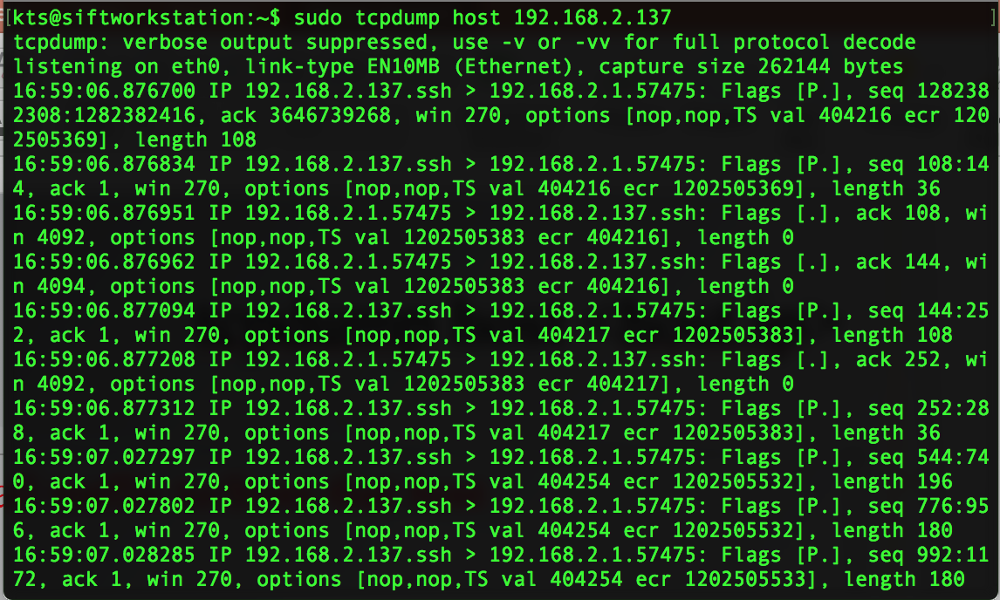 [kts@siftworkstation:~$ sudo tcpdump host 192.168.2.137 ]
tcpdump: verbose output suppressed, use -v or -vv for full protocol decode
listening on eth0, link-type EN10MB (Ethernet), capture size 262144 bytes
16:59:06.876700 IP 192.168.2.137.ssh > 192.168.2.1.57475: Flags [P.], seq 128238
2308:1282382416, ack 3646739268, win 270, options [nop,nop,TS val 404216 ecr 120
2505369], length 108
16:59:06.876834 IP 192.168.2.137.ssh > 192.168.2.1.57475: Flags [P.], seq 108:14
4, ack 1, win 270, options [nop,nop,TS val 404216 ecr 1202505369], length 36
16:59:06.876951 IP 192.168.2.1.57475 > 192.168.2.137.ssh: Flags [.], ack 108, wi
n 4092, options [nop,nop,TS val 1202505383 ecr 404216], length 0
16:59:06.876962 IP 192.168.2.1.57475 > 192.168.2.137.ssh: Flags [.], ack 144, wi
n 4094, options [nop,nop,TS val 1202505383 ecr 404216], length 0
16:59:06.877094 IP 192.168.2.137.ssh > 192.168.2.1.57475: Flags [P.], seq 144:25
2, ack 1, win 270, options [nop,nop,TS val 404217 ecr 1202505383], length 108
16:59:06.877208 IP 192.168.2.1.57475 > 192.168.2.137.ssh: Flags [.], ack 252, wi
n 4092, options [nop,nop,TS val 1202505383 ecr 404217], length 0
16:59:06.877312 IP 192.168.2.137.ssh > 192.168.2.1.57475: Flags [P.], seq 252:28
8, ack 1, win 270, options [nop,nop,TS val 404217 ecr 1202505383], length 36
16:59:07.027297 IP 192.168.2.137.ssh > 192.168.2.1.57475: Flags [P.], seq 544:74
0, ack 1, win 270, options [nop,nop,TS val 404254 ecr 1202505532], length 196
16:59:07.027802 IP 192.168.2.137.ssh > 192.168.2.1.57475: Flags [P.], seq 776:95
6, ack 1, win 270, options [nop,nop,TS val 404254 ecr 1202505532], length 180
16:59:07.028285 IP 192.168.2.137.ssh > 192.168.2.1.57475: Flags [P.], seq 992:11
72, ack 1, win 270, options [nop,nop,TS val 404254 ecr 1202505533], length 180